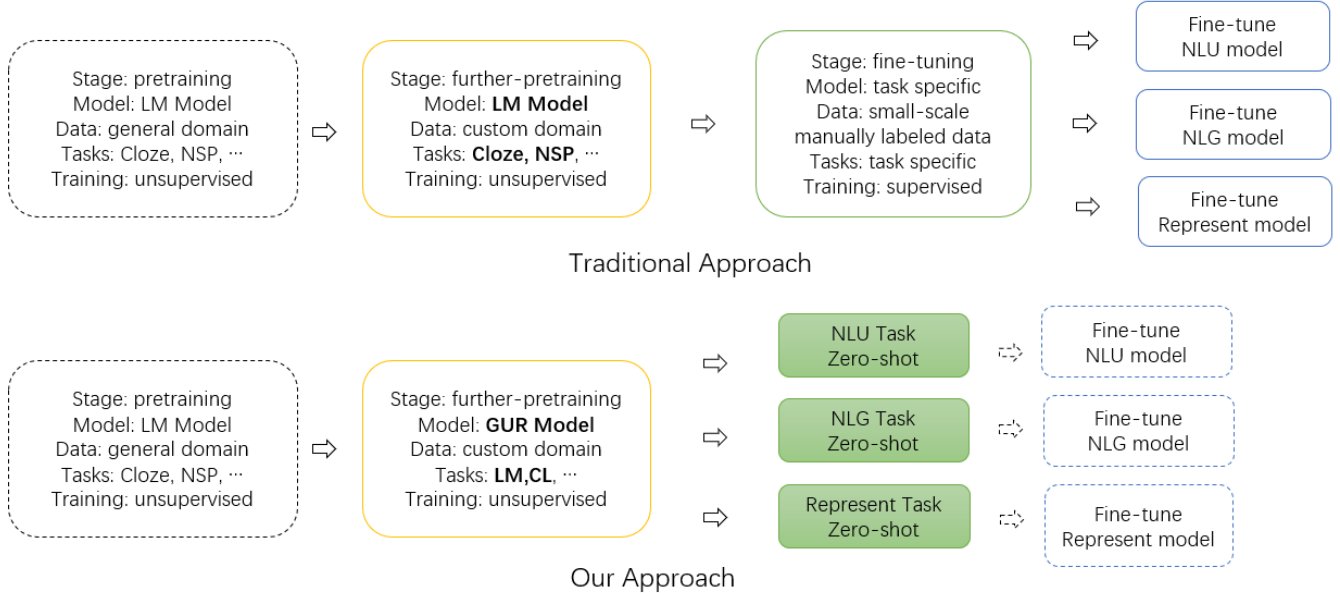 Stage: pretraining
Model: LM Model
Data: general domain
Tasks: Cloze, NSP, ···
Training: unsupervised
Stage: further-pretraining
Model: LM Model
Data: custom domain
Tasks: Cloze, NSP, ···
Training: unsupervised
Stage: fine-tuning
Model: task specific
Data: small-scale
manually labeled data
Tasks: task specific
Training: supervised
Fine-tune
NLU model
Fine-tune
NLG model
Fine-tune
Represent model
Traditional Approach
Stage: pretraining
Model: LM Model
Data: general domain
Tasks: Cloze, NSP, ···
Training: unsupervised
Stage: further-pretraining
Model: GUR Model
Data: custom domain
Tasks: LM,CL, ···
Training: unsupervised
NLU Task
Zero-shot
NLG Task
Zero-shot
Represent Task
Zero-shot
Fine-tune
NLU model
Fine-tune
NLG model
Fine-tune
Represent model
Our Approach